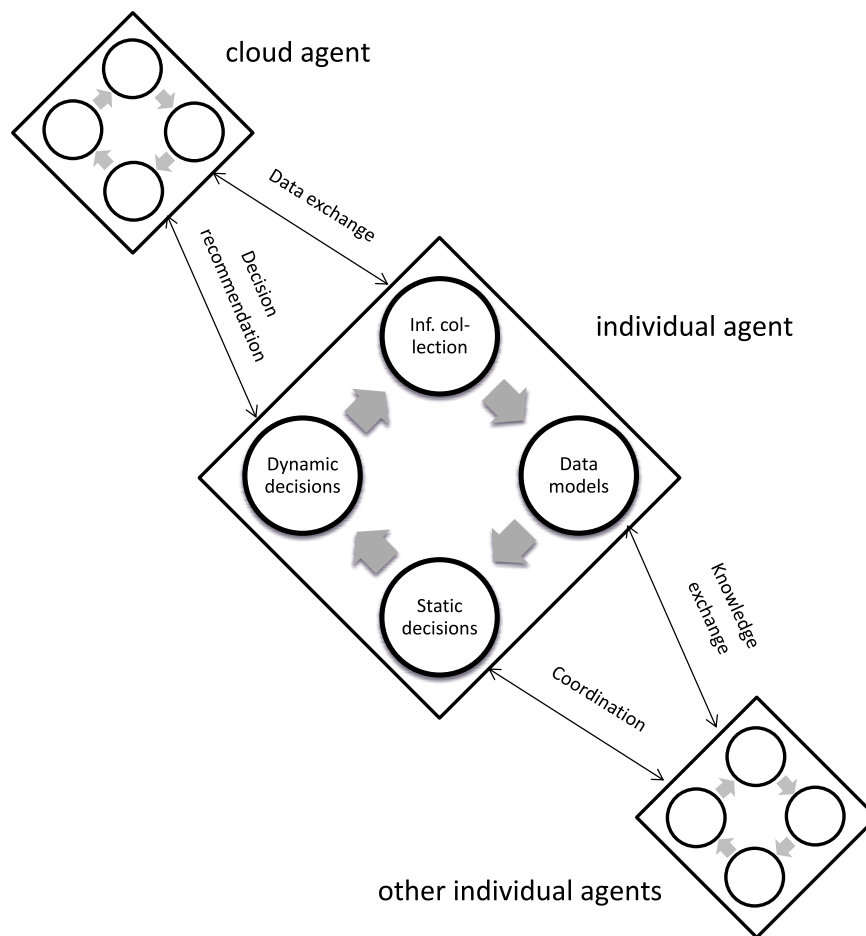 cloud agent
Data exchange
Decision
recommendation
individual agent
Inf. col-
lection
Dynamic
decisions
Data
models
Static
decisions
Knowledge
exchange
Coordination
other individual agents